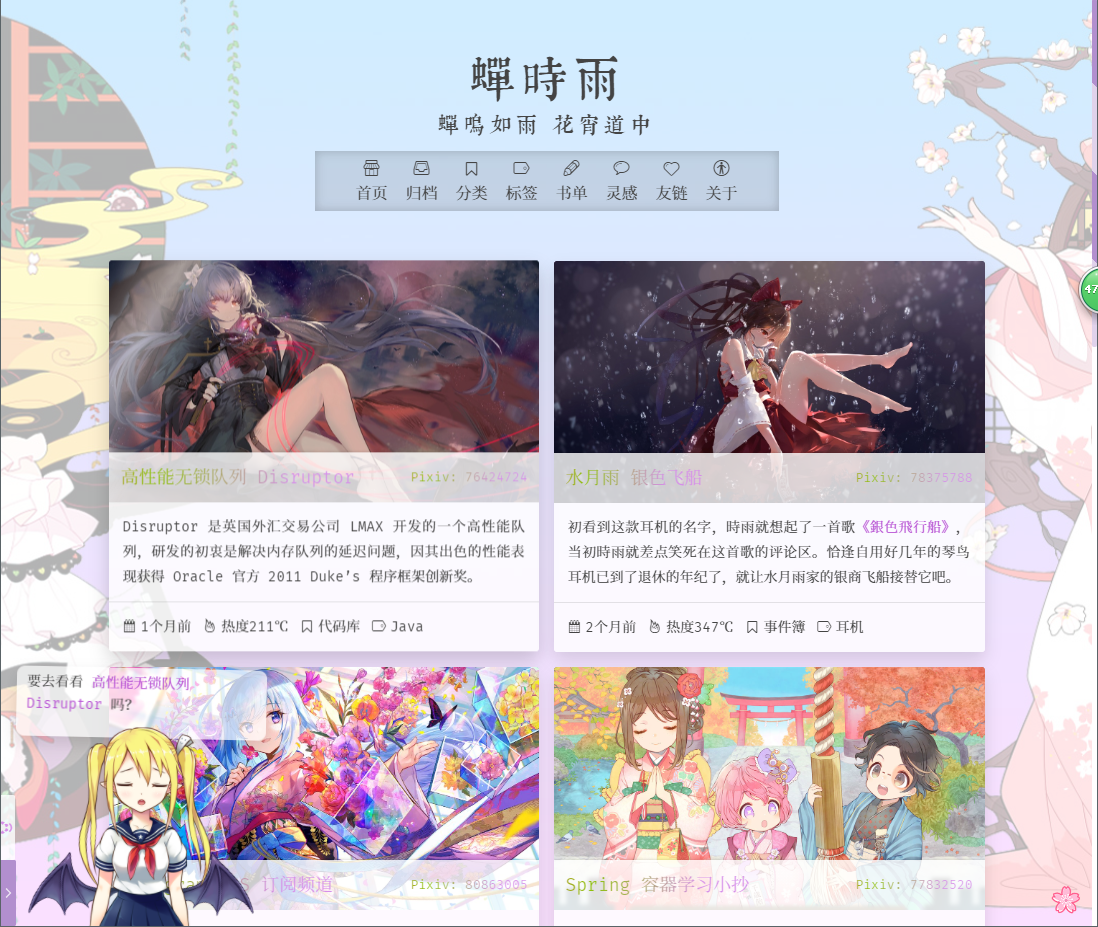 蟬時雨
蟬鳴如雨 花宵道中
首页 归档 分类 标签 书单 灵感 友链 关于
47
高性能无锁队列 Disruptor Pixiv: 76424724
Disruptor 是英国外汇交易公司 LMAX 开发的一个高性能队
列, 研发的初衷是解决内存队列的延迟问题, 因其出色的性能表
现获得 Oracle 官方 2011 Duke’s 程序框架创新奖。
1个月前 热度211℃ 代码库 Java
水月雨 银色飞船 Pixiv: 78375788
初看到这款耳机的名字, 時雨就想起了一首歌《銀色飛行船》,
当初時雨就差点笑死在这首歌的评论区。恰逢自用好几年的琴鸟
耳机已到了退休的年纪了, 就让水月雨家的银商飞船接替它吧。
2个月前 热度347℃ 事件簿 耳机
要去看看 高性能无锁队列
Disruptor 吗?
订阅频道 Pixiv: 80863005
Spring 容器学习小抄 Pixiv: 77832520